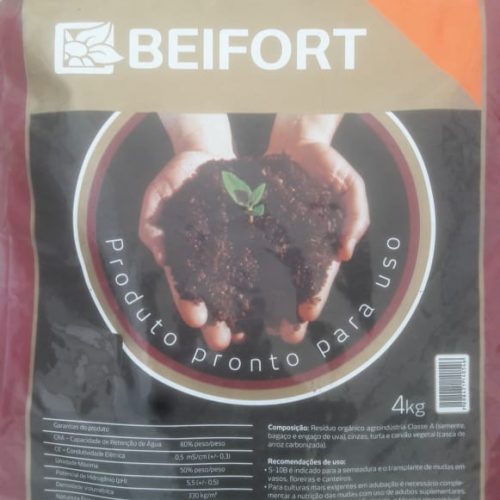 BEIFORT
Produto pronto para uso
4kg
Garantias do produto
CRA - Capacidade de Retenção de Água 80% peso/peso
CE - Condutividade Elétrica 0,5 mS/cm (+/- 0,3)
Umidade Máxima 50% peso/peso
Potencial de Hidrogênio (pH) 5,5 (+/- 0,5)
Densidade Volumétrica 330 kg/m³
Natureza
Composição: Resíduo orgânico agroindústria Classe A (semente,
bagaço e engaço de uva), cinzas, turfa e carvão vegetal (casca de
arroz carbonizada).
Recomendações de uso:
• S-10B é indicado para a semeadura e o transplante de mudas em
vasos, floreiras e canteiros.
• Para culturas mais exigentes em adubação é necessário comple-
mentar a nutrição das mudas com uso de adubos suplementares.